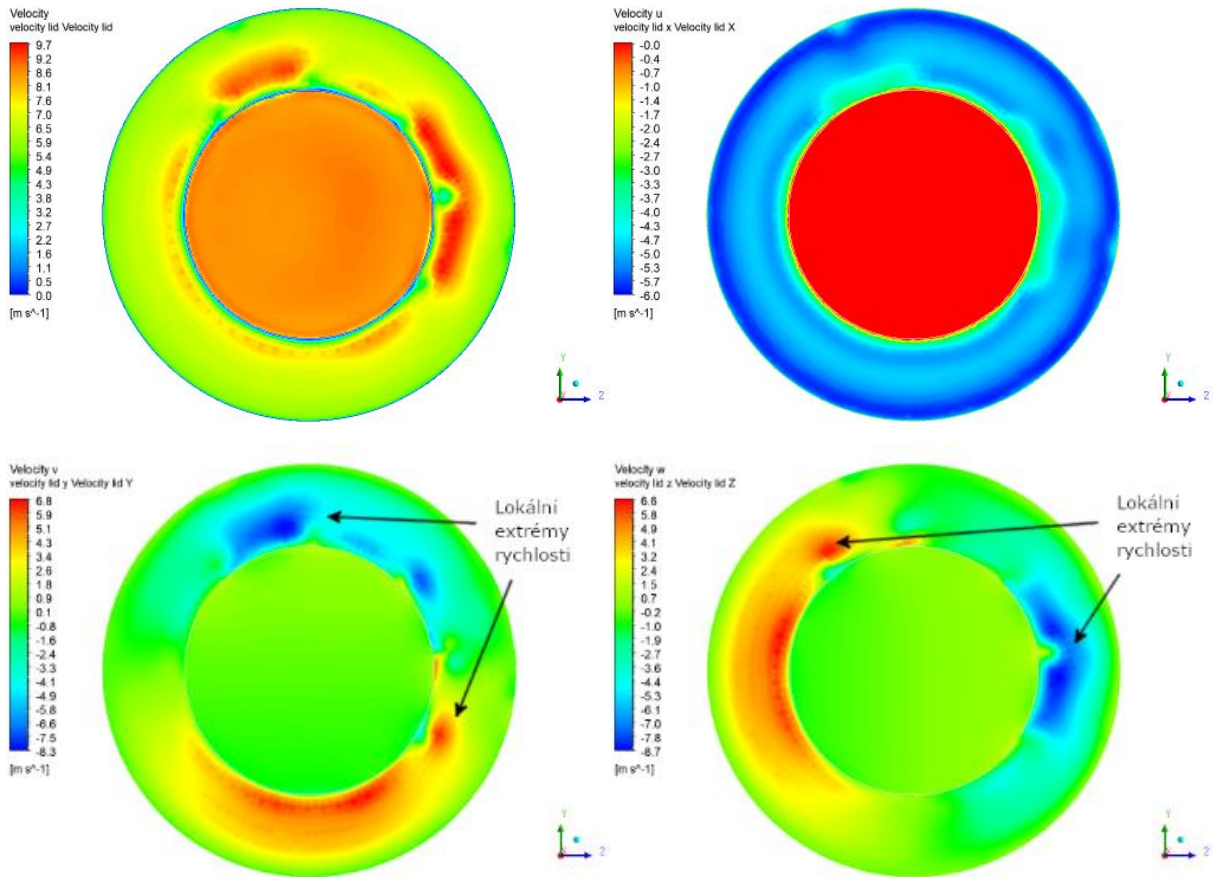 Velocity
velocity lid Velocity lid
9.7
9.2
8.6
8.1
7.6
7.0
6.5
5.9
5.4
4.9
4.3
3.8
3.2
2.7
2.2
1.6
1.1
0.5
0.0
[m s^-1]
Y
X
Z
Velocity u
velocity lid x Velocity lid X
-0.0
-0.4
-0.7
-1.0
-1.4
-1.7
-2.0
-2.4
-2.7
-3.0
-3.3
-3.7
-4.0
-4.3
-4.7
-5.0
-5.3
-5.7
-6.0
[m s^-1]
Y
X
Z
Velocity v
velocity lid y Velocity lid Y
6.8
5.9
5.1
4.3
3.4
2.6
1.8
0.9
0.1
-0.8
-1.6
-2.4
-3.3
-4.1
-4.9
-5.8
-6.6
-7.5
-8.3
[m s^-1]
Lokální
extrémy
rychlosti
Y
X
Z
Velocity w
velocity lid z Velocity lid Z
6.6
5.8
4.9
4.1
3.3
2.5
1.7
0.7
-0.1
-1.0
-1.8
-2.6
-3.5
-4.4
-5.3
-6.1
-7.0
-7.8
-8.7
[m s^-1]
Lokální
extrémy
rychlosti
Y
X
Z